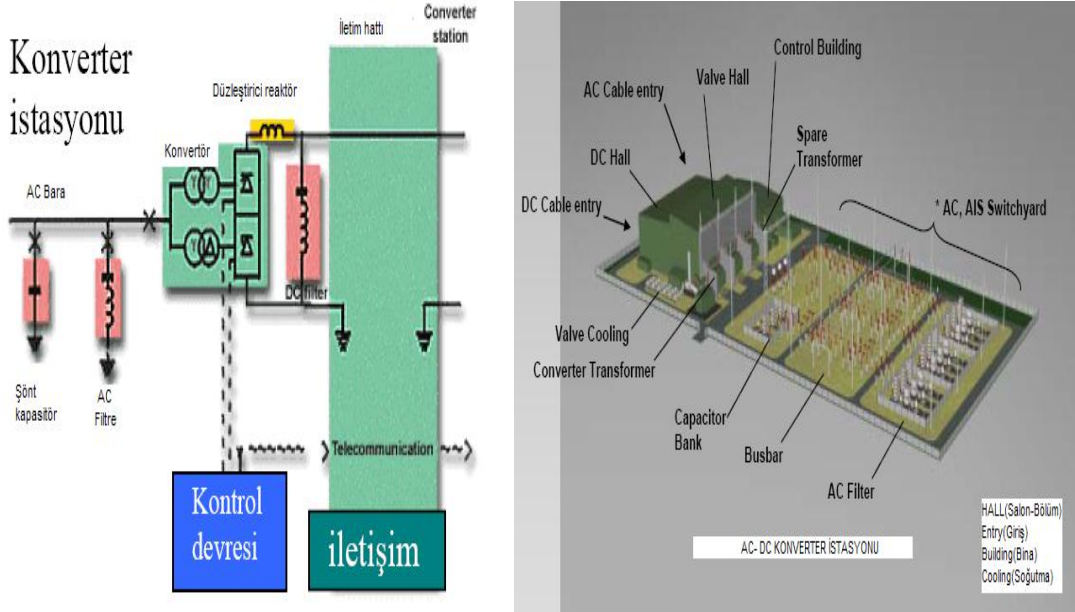 Konverter
istasyonu
İletim hattı
Converter
station
Düzleştirici reaktör
Konvertör
AC Bara
DC filter
Şönt
kapasitör
AC
Filtre
Telecommunication
Kontrol
devresi
iletişim
Control Building
Valve Hall
AC Cable entry
Spare
Transformer
DC Hall
DC Cable entry
* AC, AIS Switchyard
Valve Cooling
Converter Transformer
Capacitor
Bank
Busbar
AC Filter
HALL(Salon-Bölüm)
Entry(Giriş)
Building(Bina)
Cooling(Soğutma)
AC- DC KONVERTER İSTASYONU